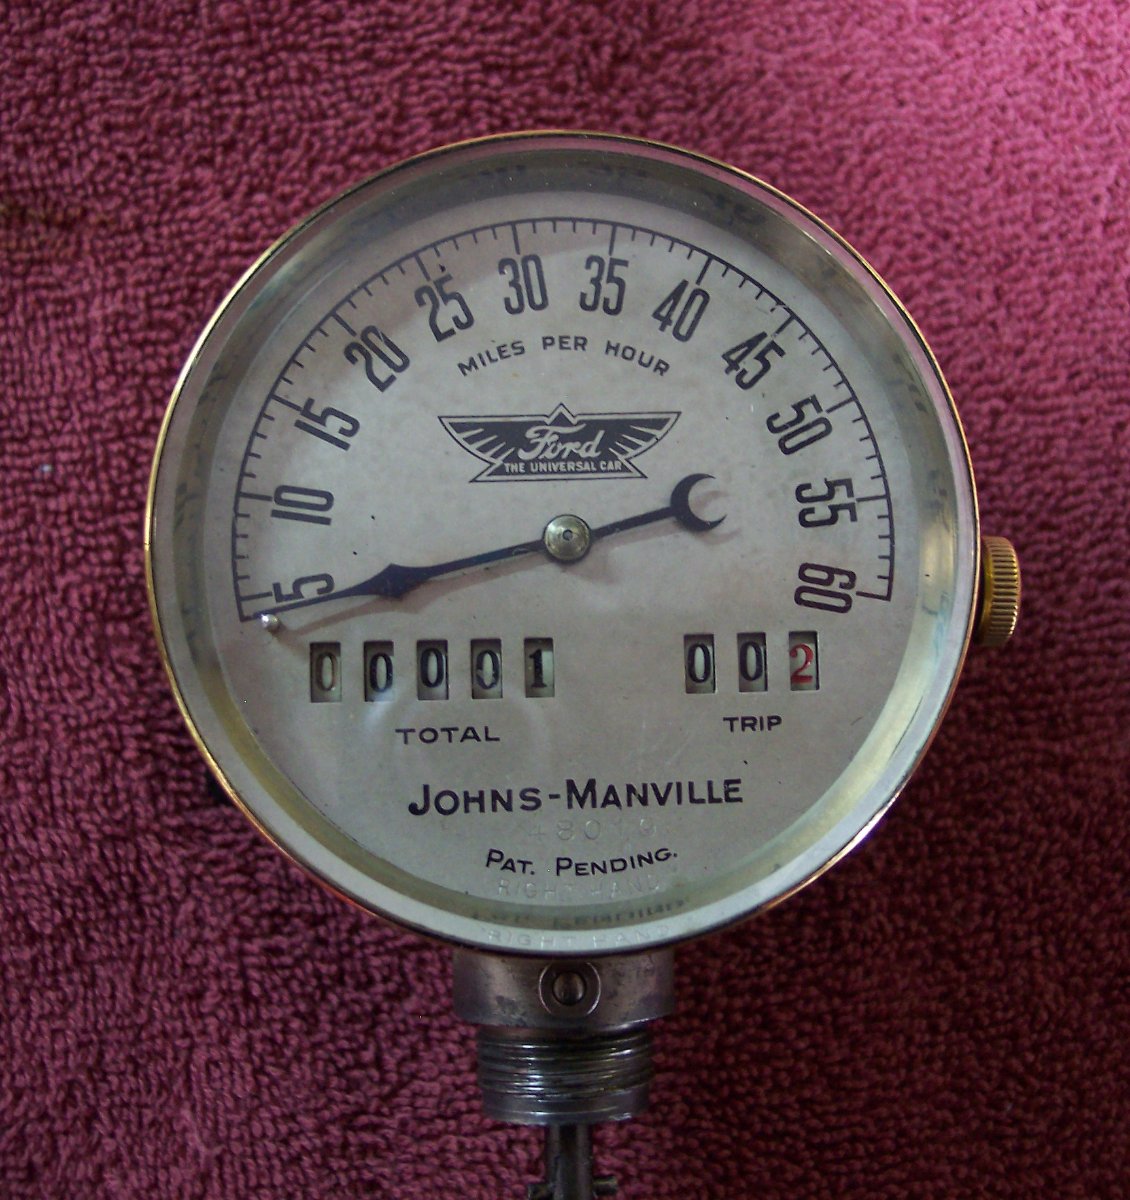 5 10 15 20 25 30 35 40 45 50 55 60
MILES PER HOUR
Ford
THE UNIVERSAL CAR
00001 002
TOTAL TRIP
JOHNS-MANVILLE
48019
PAT. PENDING.
RIGHT HAND